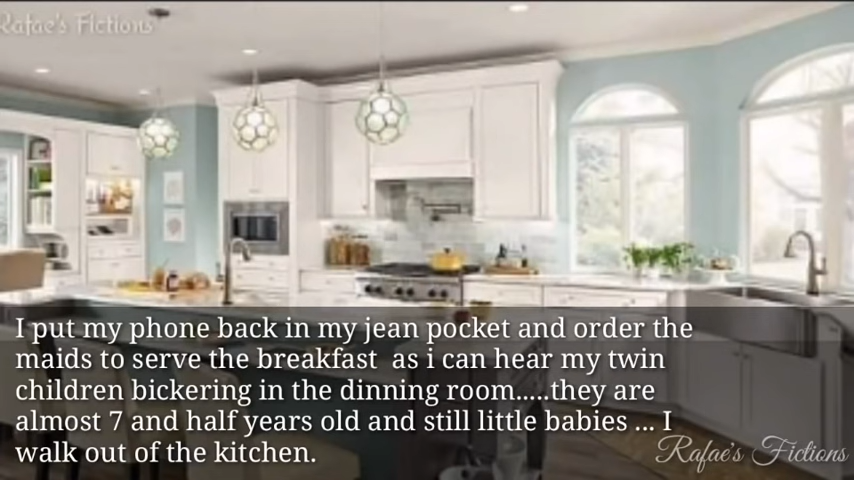 Rafae's Fictions
I put my phone back in my jean pocket and order the
maids to serve the breakfast  as i can hear my twin
children bickering in the dinning room.....they are
almost 7 and half years old and still little babies ... I
walk out of the kitchen.
Rafae's Fictions